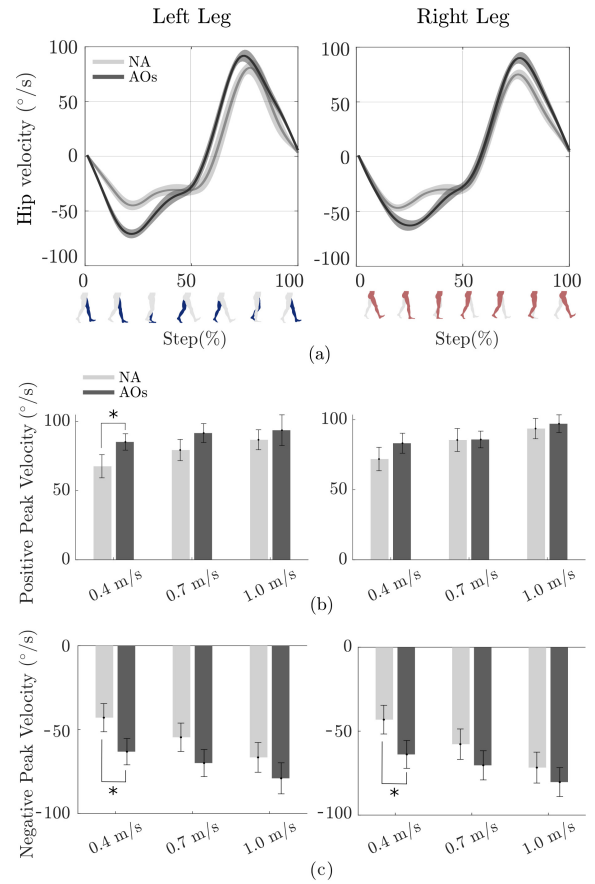 Left Leg
Right Leg
Hip velocity (°/s)
100
50
0
-50
-100
NA
AOs
0
50
100
Step(%)
100
50
0
-50
-100
0
50
100
Step(%)
(a)
NA
AOs
Positive Peak Velocity (°/s)
100
50
0
*
0.4 m/s
0.7 m/s
1.0 m/s
100
50
0
0.4 m/s
0.7 m/s
1.0 m/s
(b)
Negative Peak Velocity (°/s)
0
-50
-100
*
0.4 m/s
0.7 m/s
1.0 m/s
0
-50
-100
*
0.4 m/s
0.7 m/s
1.0 m/s
(c)